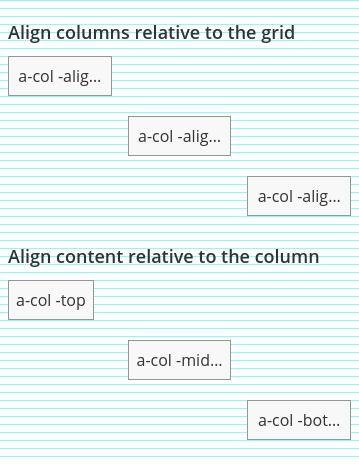 Align columns relative to the grid
a-col -alig...
a-col -alig...
a-col -alig...
Align content relative to the column
a-col -top
a-col -mid...
a-col -bot...